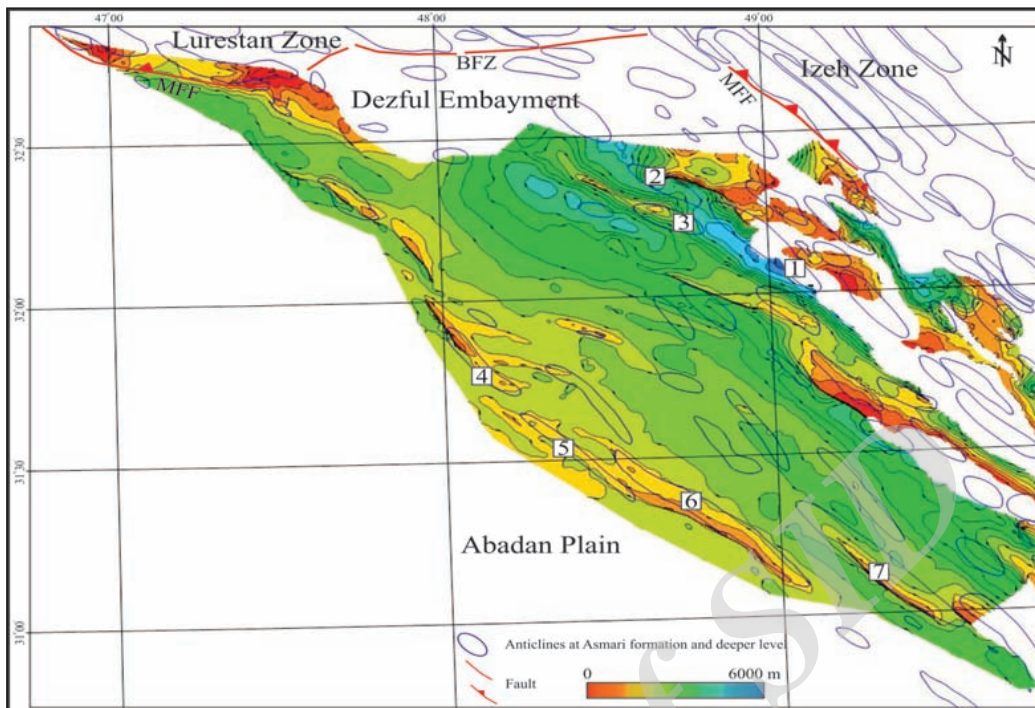 47°00
48°00
49°00
Lurestan Zone
BFZ
Izeh Zone
N
MFF
MFF
Dezful Embayment
32°30
2
3
1
32°00
4
5
31°30
6
Abadan Plain
7
31°00
Anticlines at Asmari formation and deeper level
Fault
0 6000 m